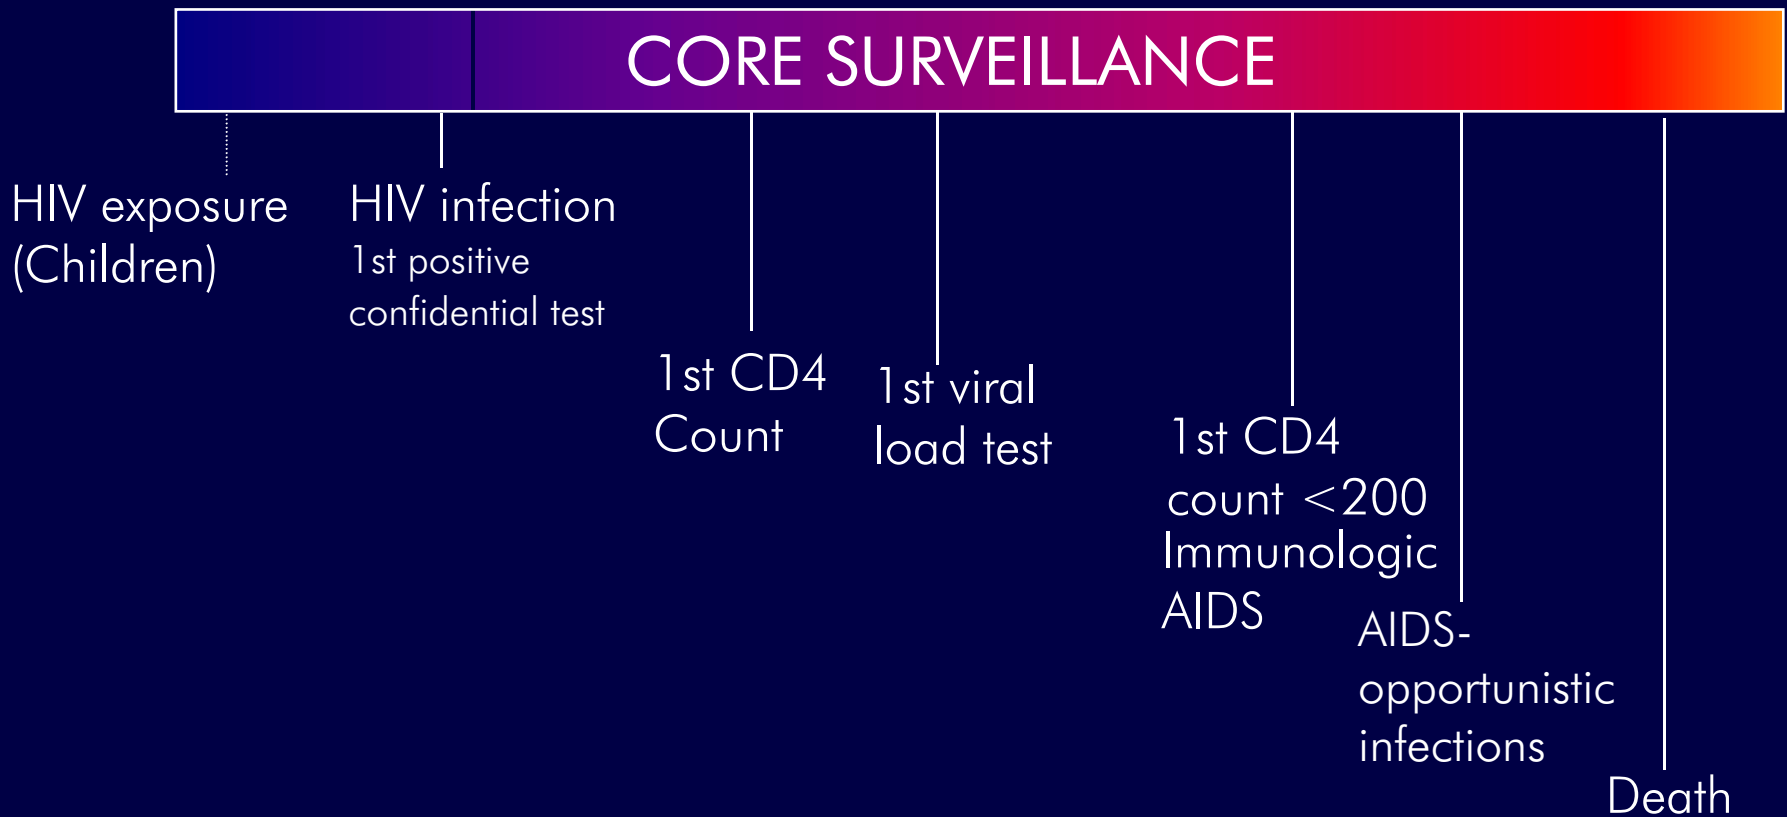 CORE SURVEILLANCE
HIV exposure
(Children)
HIV infection
1st positive
confidential test
1st CD4
Count
1st viral
load test
1st CD4
count <200
Immunologic
AIDS
AIDS-
opportunistic
infections
Death